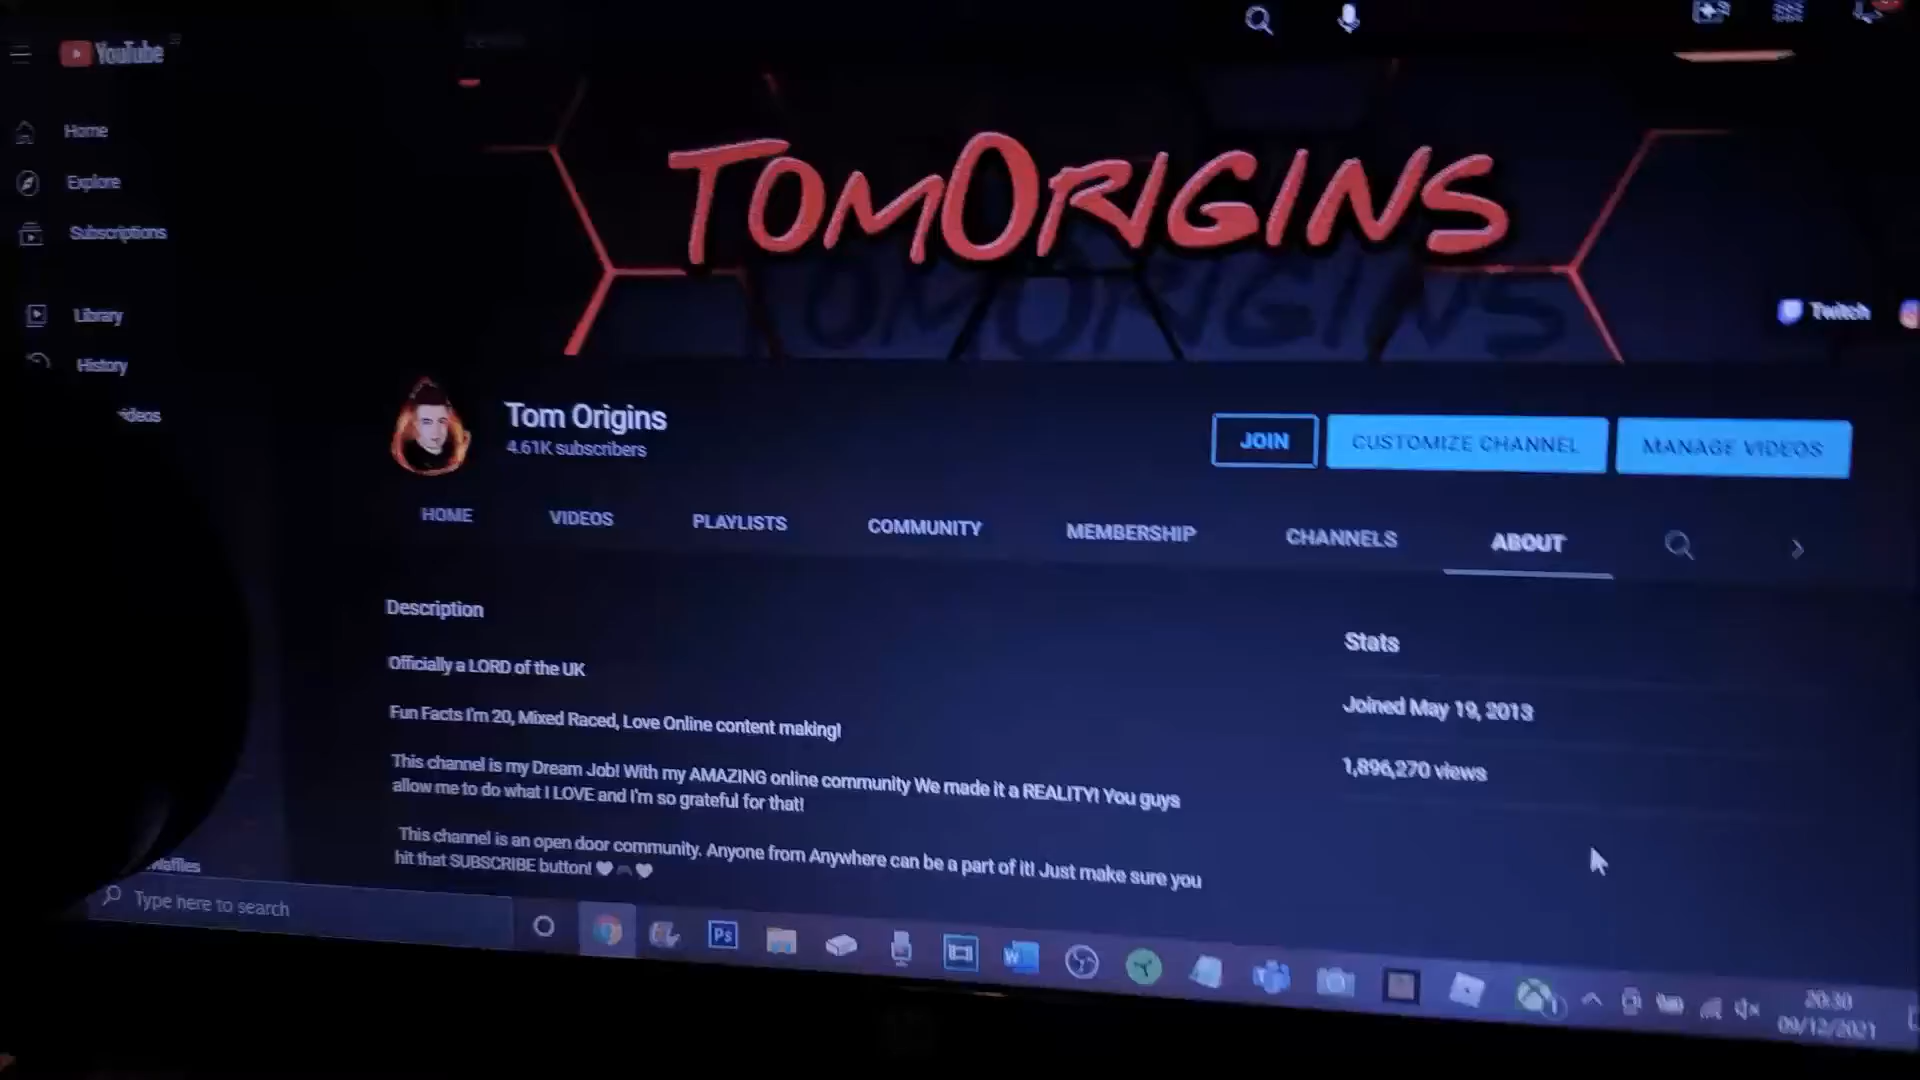 YouTube
Home
Explore
Subscriptions
Library
History
ideos
TOMORIGINS
Twitch
Tom Origins
4.61K subscribers
JOIN
CUSTOMIZE CHANNEL
MANAGE VIDEOS
HOME
VIDEOS
PLAYLISTS
COMMUNITY
MEMBERSHIP
CHANNELS
ABOUT
Description
Officially a LORD of the UK
Fun Facts I'm 20, Mixed Raced, Love Online content making!
This channel is my Dream Job! With my AMAZING online community We made it a REALITY! You guys
allow me to do what I LOVE and I'm so grateful for that!
This channel is an open door community. Anyone from Anywhere can be a part of it! Just make sure you
hit that SUBSCRIBE button! 🤍🎮🤍
Stats
Joined May 19, 2013
1,896,270 views
Waffles
Type here to search
Ps
20:30
09/12/2021